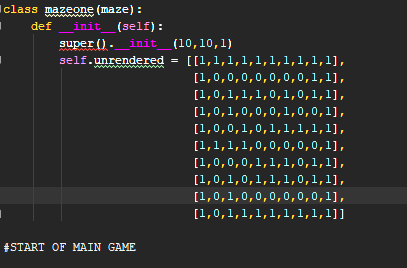 class mazeone(maze):
    def __init__(self):
        super().__init__(10,10,1)
        self.unrendered = [[1,1,1,1,1,1,1,1,1,1],
                           [1,0,0,0,0,0,0,0,1,1],
                           [1,0,1,1,1,0,1,0,1,1],
                           [1,0,1,0,0,0,1,0,0,1],
                           [1,0,0,0,1,0,1,0,0,1],
                           [1,1,1,0,1,1,1,0,1,1],
                           [1,0,0,0,1,1,1,0,1,1],
                           [1,0,1,0,1,1,1,0,1,1],
                           [1,0,1,0,0,0,0,0,0,1],
                           [1,0,1,1,1,1,1,1,1,1]]
#START OF MAIN GAME